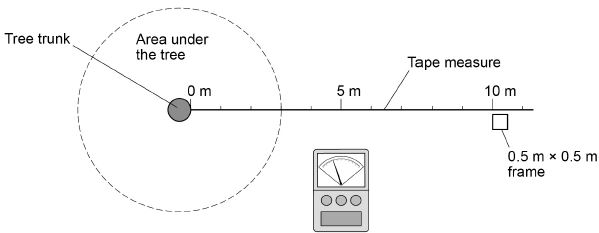 Tree trunk
Area under
the tree
0 m
5 m
Tape measure
10 m
0.5 m × 0.5 m
frame